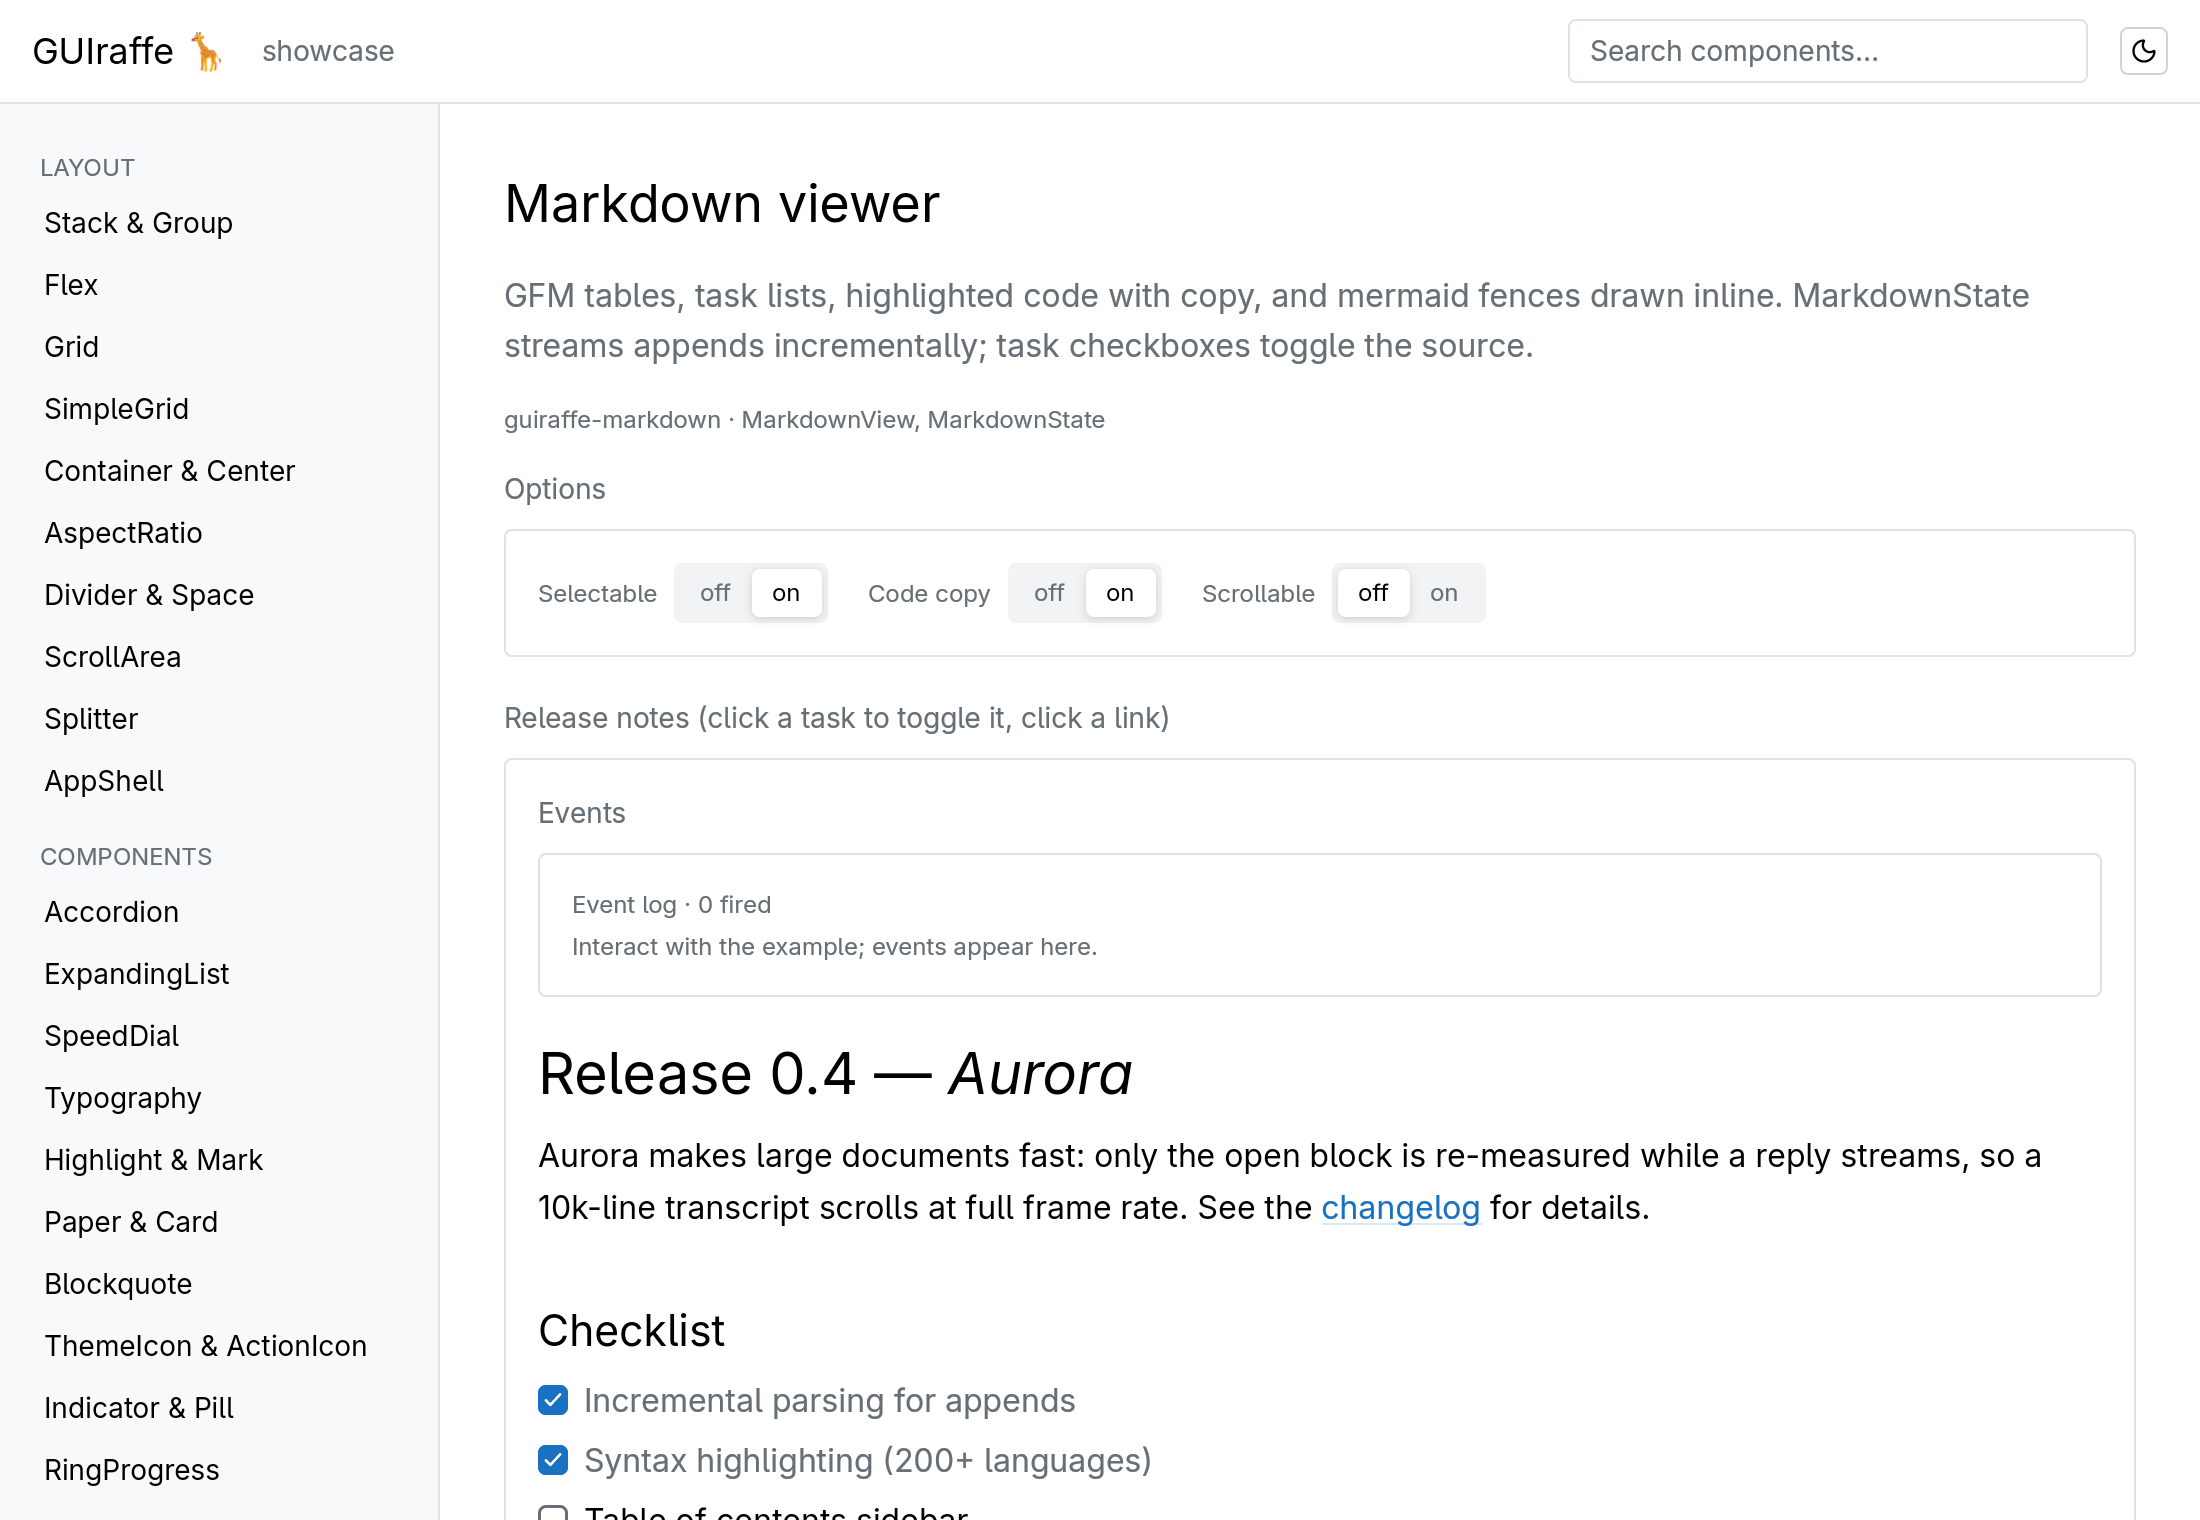 GUIraffe 🦒 showcase
Search components...
LAYOUT
Stack & Group
Flex
Grid
SimpleGrid
Container & Center
AspectRatio
Divider & Space
ScrollArea
Splitter
AppShell
COMPONENTS
Accordion
ExpandingList
SpeedDial
Typography
Highlight & Mark
Paper & Card
Blockquote
ThemeIcon & ActionIcon
Indicator & Pill
RingProgress
Markdown viewer
GFM tables, task lists, highlighted code with copy, and mermaid fences drawn inline. MarkdownState
streams appends incrementally; task checkboxes toggle the source.
guiraffe-markdown · MarkdownView, MarkdownState
Options
Selectable off on Code copy off on Scrollable off on
Release notes (click a task to toggle it, click a link)
Events
Event log · 0 fired
Interact with the example; events appear here.
Release 0.4 — Aurora
Aurora makes large documents fast: only the open block is re-measured while a reply streams, so a
10k-line transcript scrolls at full frame rate. See the changelog for details.
Checklist
Incremental parsing for appends
Syntax highlighting (200+ languages)
Table of contents sidebar